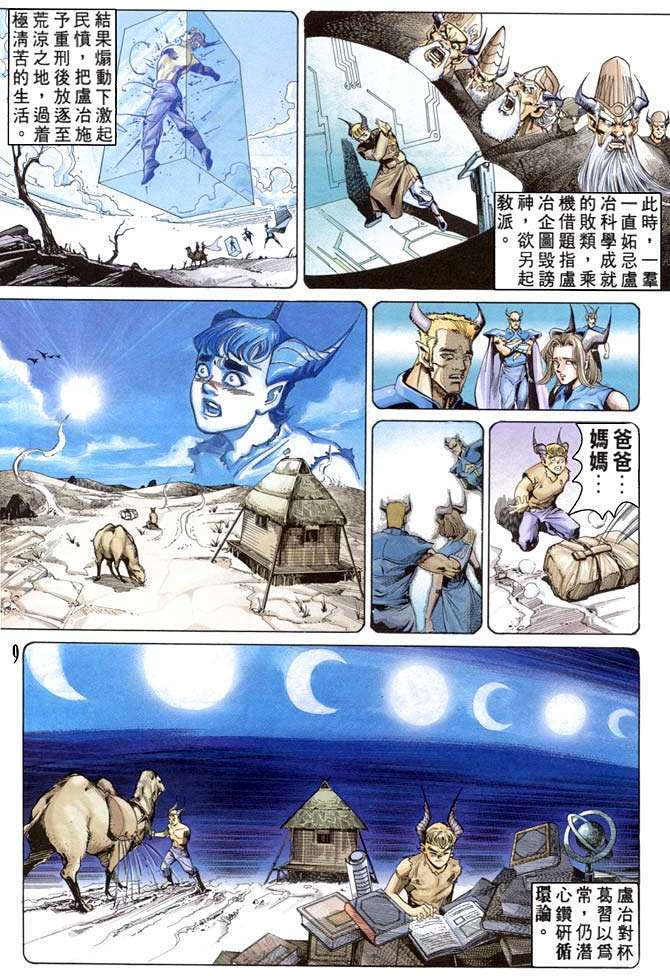 此時，一羣
一直妬忌盧
冶科學成就
的敗類，乘
機借題指盧
冶企圖毀謗
神，欲另起
教派。
結果煽動下激起
民憤，把盧冶施
予重刑後放逐至
荒涼之地，過着
極清苦的生活。
爸爸…
媽媽…
9
盧冶對杯
葛習以爲
常，仍潛
心鑽研循
環論。